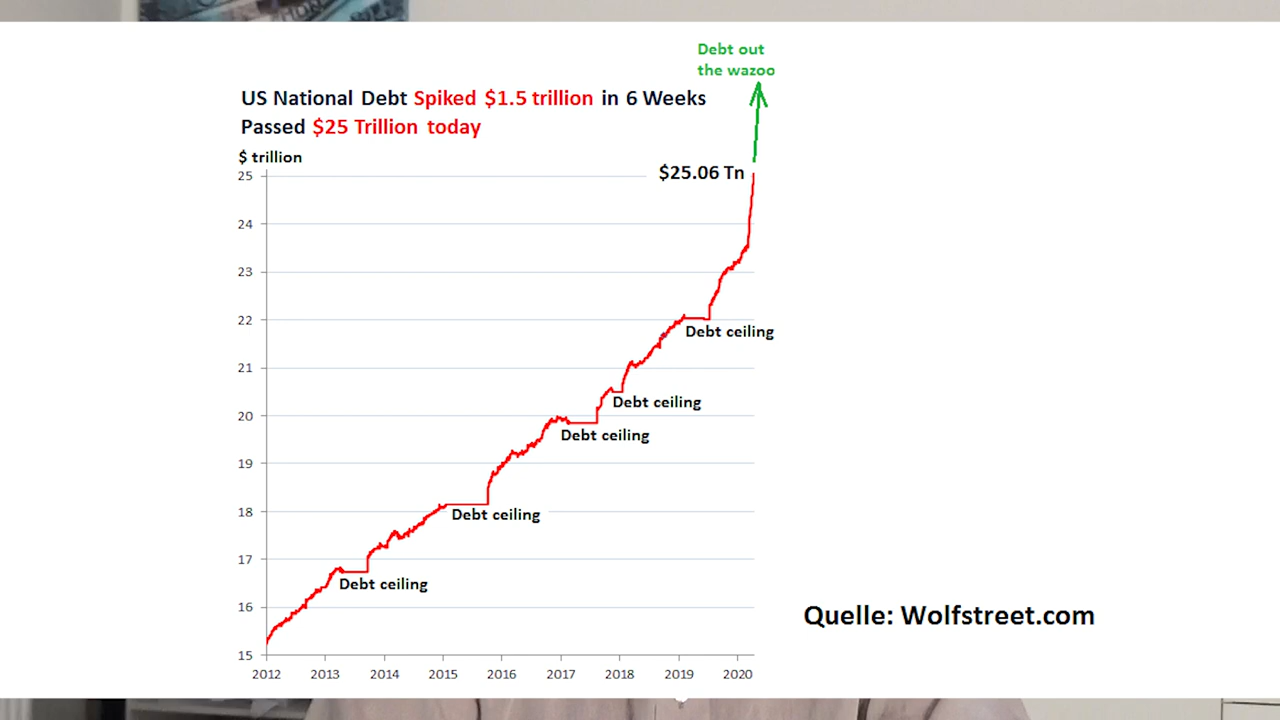 Debt out
the wazoo
US National Debt Spiked $1.5 trillion in 6 Weeks
Passed $25 Trillion today
$ trillion
$25.06 Tn
25
24
23
22
Debt ceiling
21
Debt ceiling
20
Debt ceiling
19
18
Debt ceiling
17
Debt ceiling
16
15
2012 2013 2014 2015 2016 2017 2018 2019 2020
Quelle: Wolfstreet.com